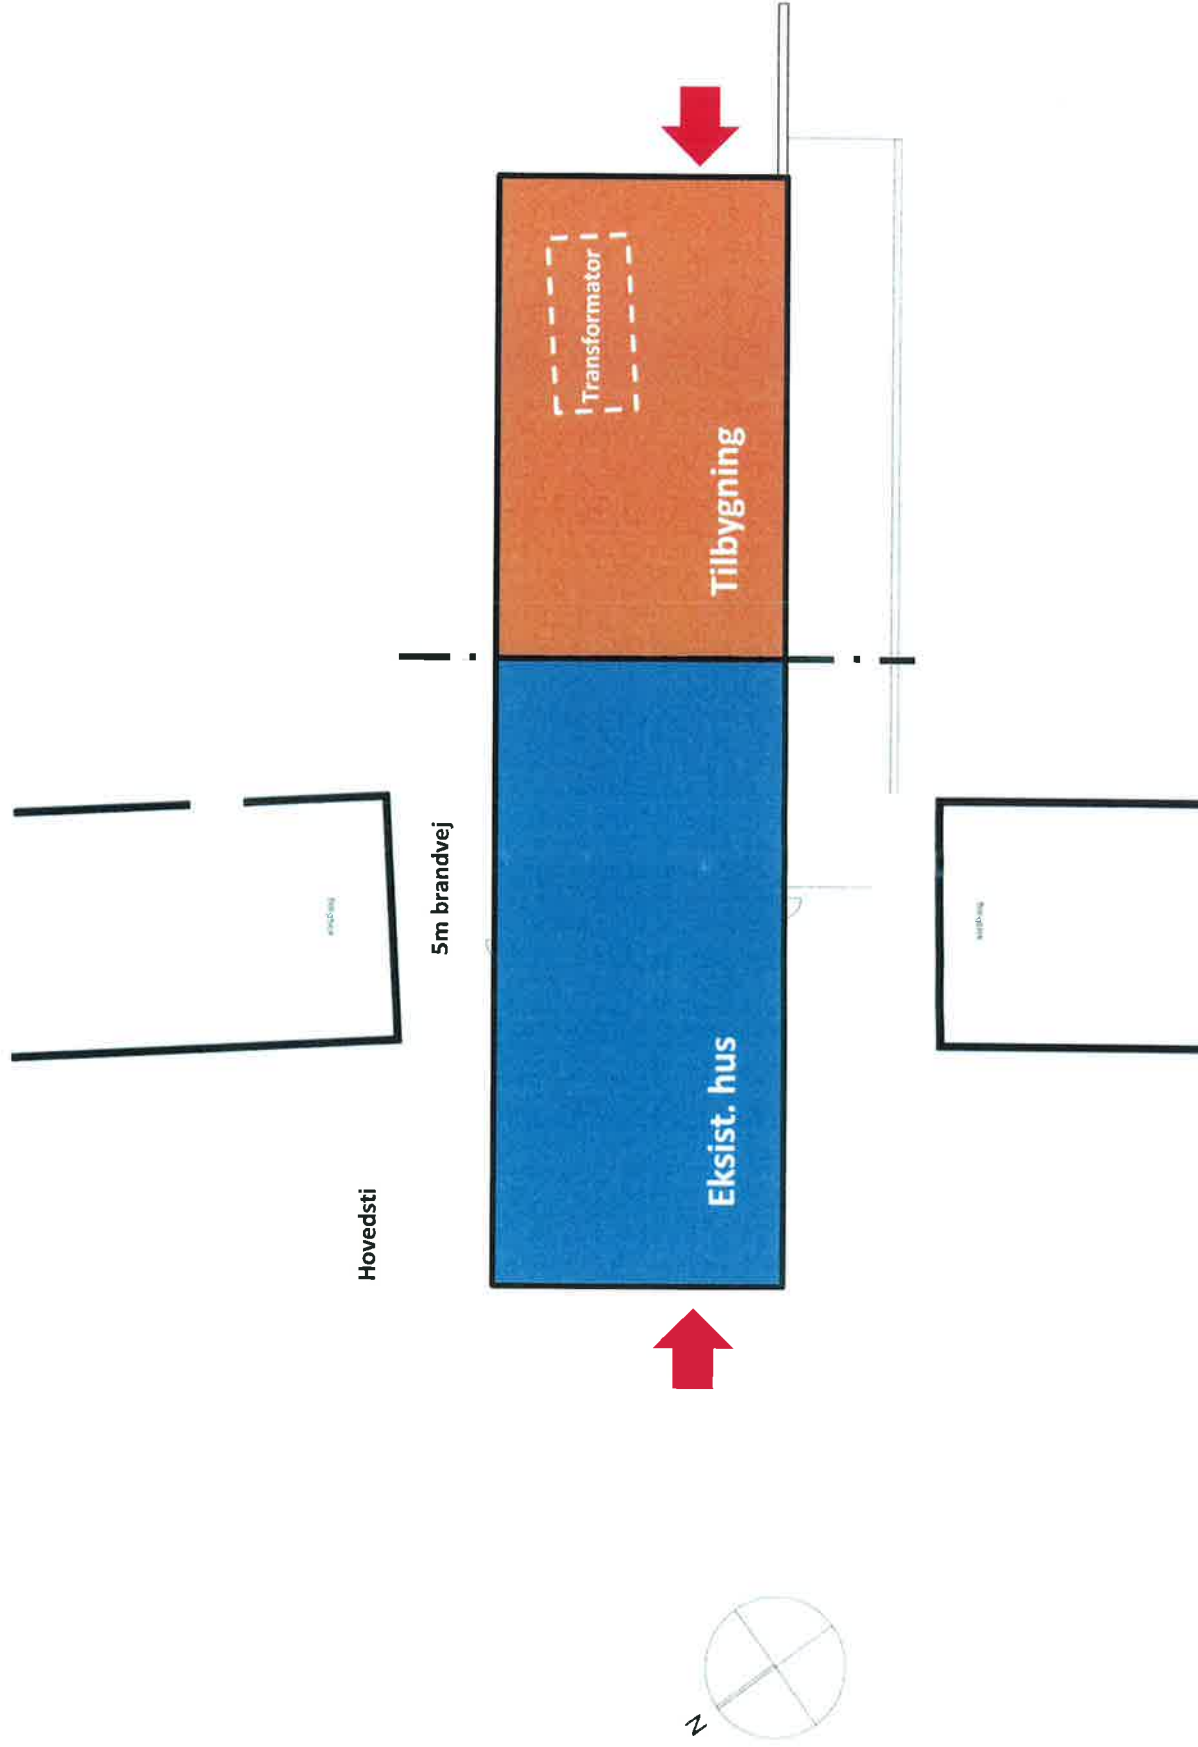 Hovedsti
5m brandvej
Eksist. hus
Tilbygning
Transformator
N